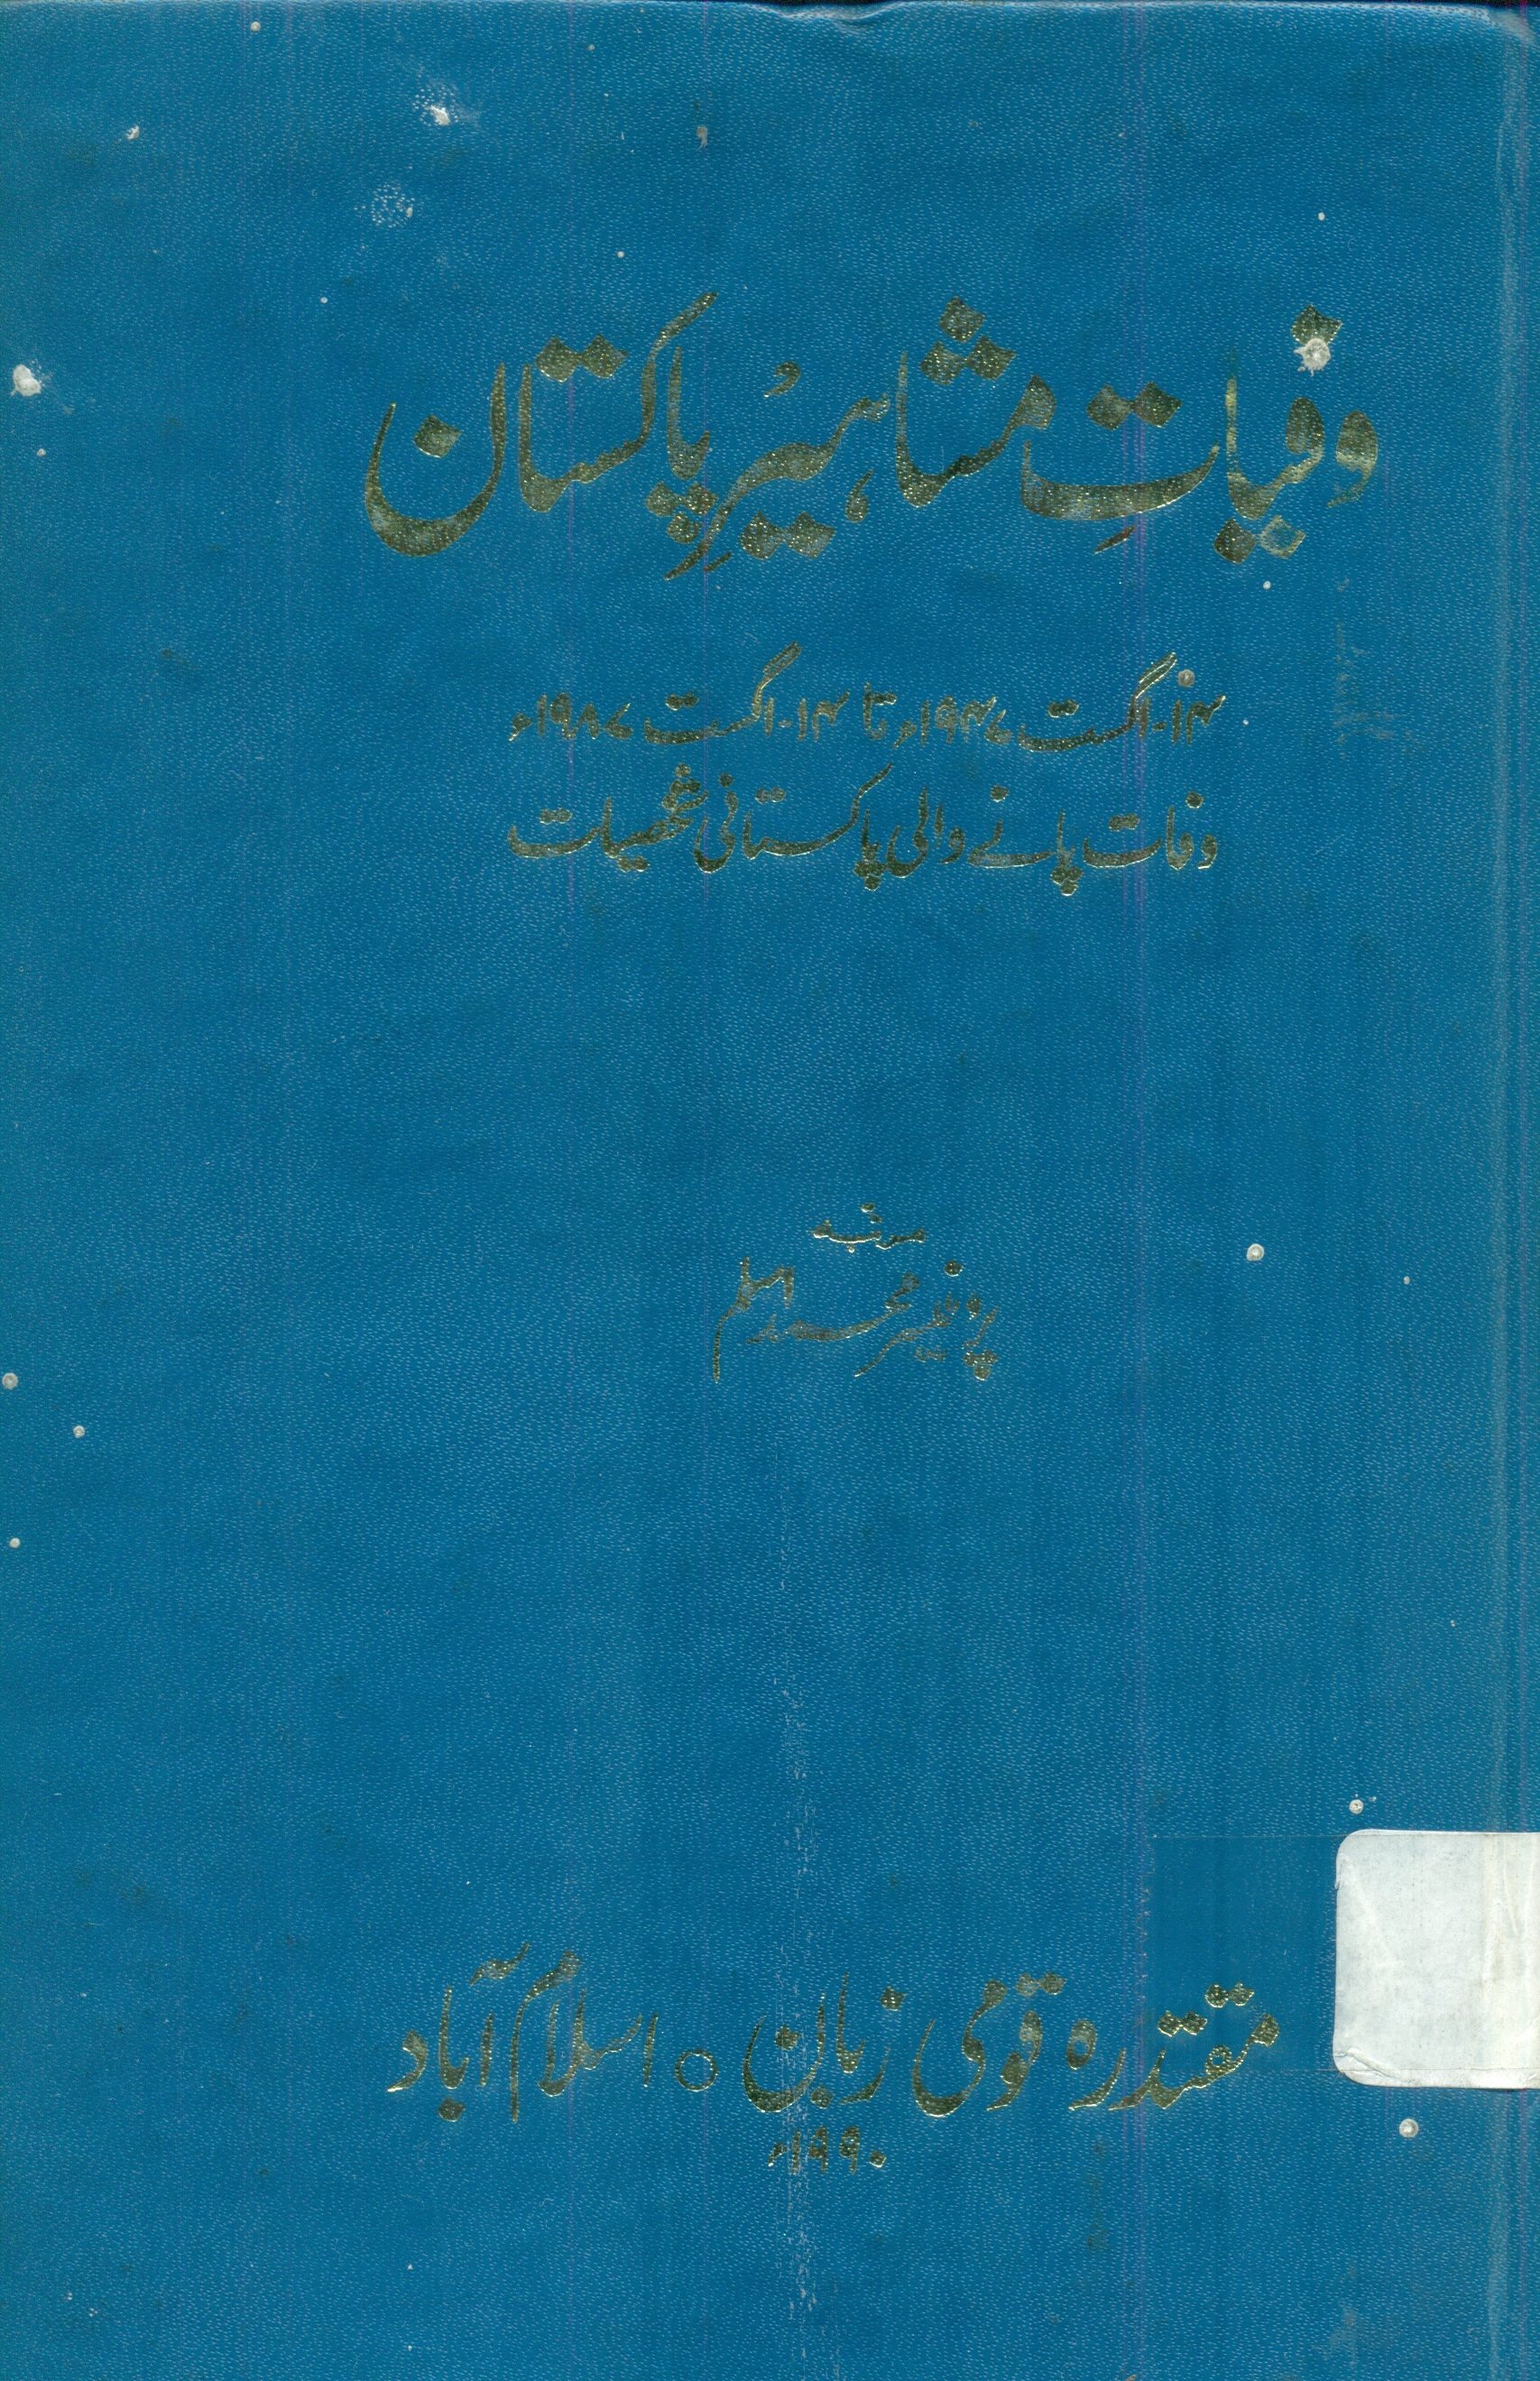 وفیاتِ مشاہیرِ پاکستان
۱۴۔ اگست ۱۹۴۷ء تا ۱۴۔ اگست ۱۹۸۷ء
وفات پانے والی پاکستانی شخصیات
مرتبہ
پروفیسر محمد اسلم
مقتدرہ قومی زبان ○ اسلام آباد
۱۹۹۰ء